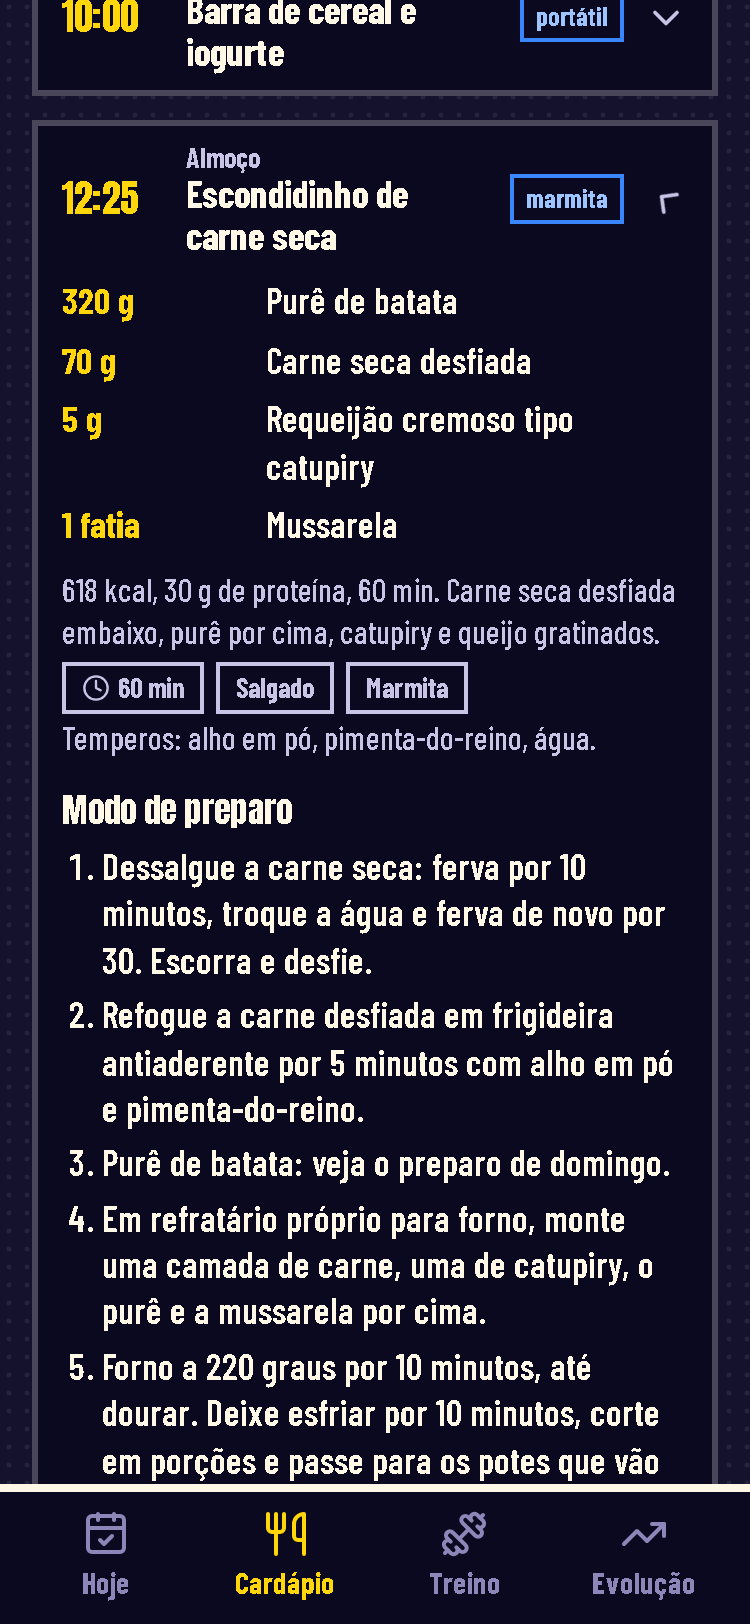 10:00
Barra de cereal e
iogurte
portátil
Almoço
12:25
Escondidinho de
carne seca
marmita
320 g Purê de batata
70 g Carne seca desfiada
5 g Requeijão cremoso tipo
catupiry
1 fatia Mussarela
618 kcal, 30 g de proteína, 60 min. Carne seca desfiada
embaixo, purê por cima, catupiry e queijo gratinados.
60 min Salgado Marmita
Temperos: alho em pó, pimenta-do-reino, água.
Modo de preparo
1. Dessalgue a carne seca: ferva por 10
minutos, troque a água e ferva de novo por
30. Escorra e desfie.
2. Refogue a carne desfiada em frigideira
antiaderente por 5 minutos com alho em pó
e pimenta-do-reino.
3. Purê de batata: veja o preparo de domingo.
4. Em refratário próprio para forno, monte
uma camada de carne, uma de catupiry, o
purê e a mussarela por cima.
5. Forno a 220 graus por 10 minutos, até
dourar. Deixe esfriar por 10 minutos, corte
em porções e passe para os potes que vão
Hoje Cardápio Treino Evolução